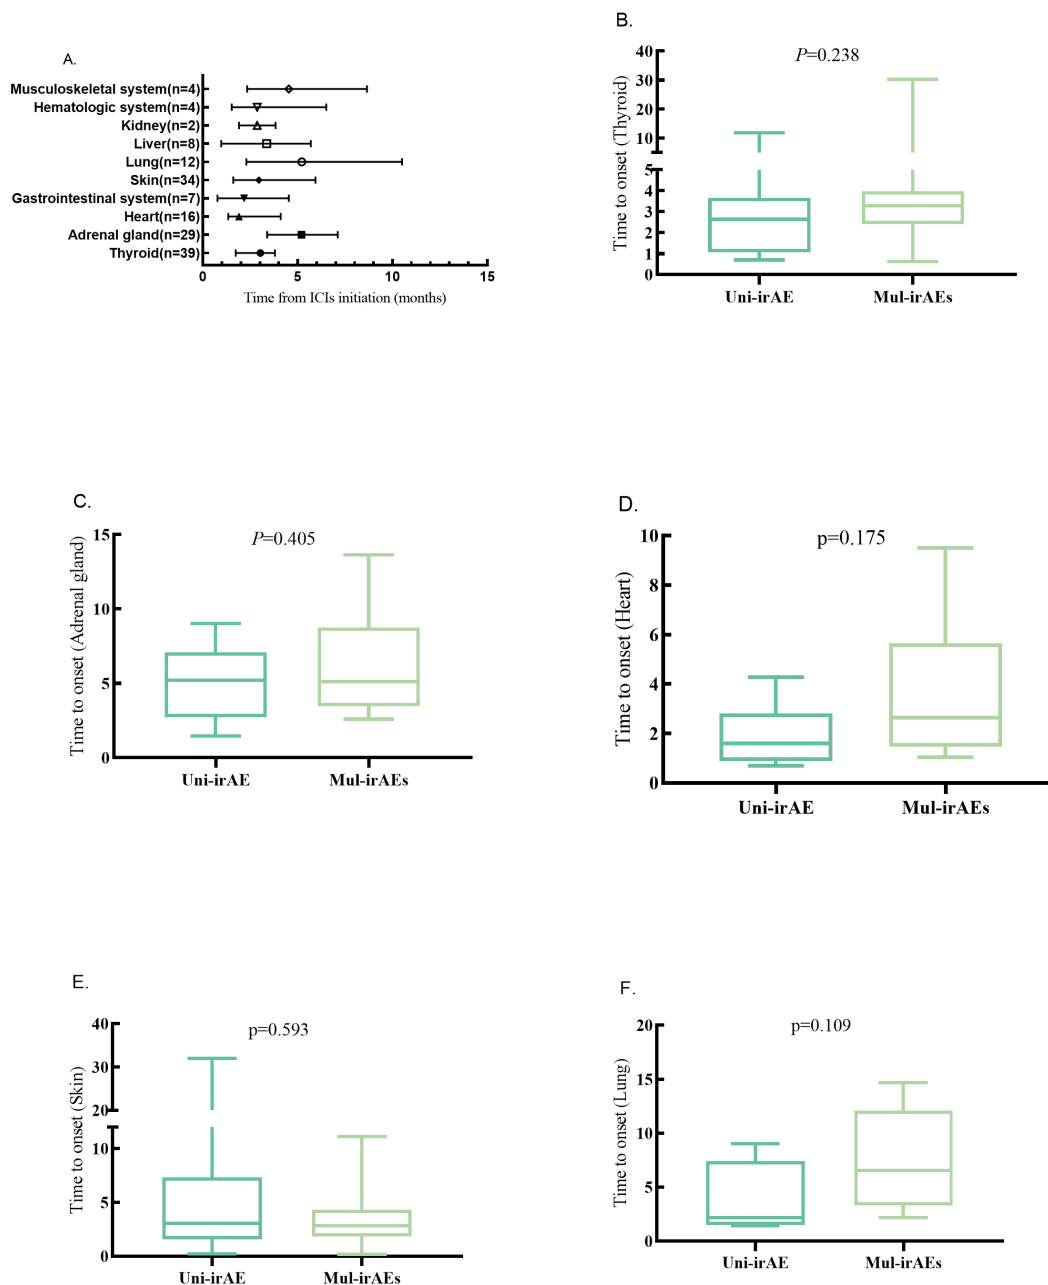 A.
Musculoskeletal system(n=4)
Hematologic system(n=4)
Kidney(n=2)
Liver(n=8)
Lung(n=12)
Skin(n=34)
Gastrointestinal system(n=7)
Heart(n=16)
Adrenal gland(n=29)
Thyroid(n=39)
0 5 10 15
Time from ICIs initiation (months)
B.
P=0.238
Time to onset (Thyroid)
40
30
20
10
5
4
3
2
1
0
Uni-irAE Mul-irAEs
C.
P=0.405
Time to onset (Adrenal gland)
15
10
5
0
Uni-irAE Mul-irAEs
D.
p=0.175
Time to onset (Heart)
10
8
6
4
2
0
Uni-irAE Mul-irAEs
E.
p=0.593
Time to onset (Skin)
40
30
20
10
5
0
Uni-irAE Mul-irAEs
F.
p=0.109
Time to onset (Lung)
20
15
10
5
0
Uni-irAE Mul-irAEs